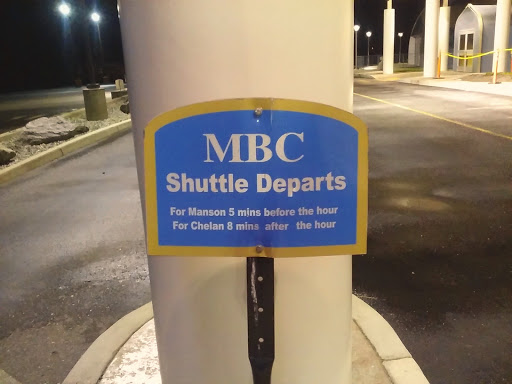 MBC
Shuttle Departs
For Manson 5 mins before the hour
For Chelan 8 mins after the hour